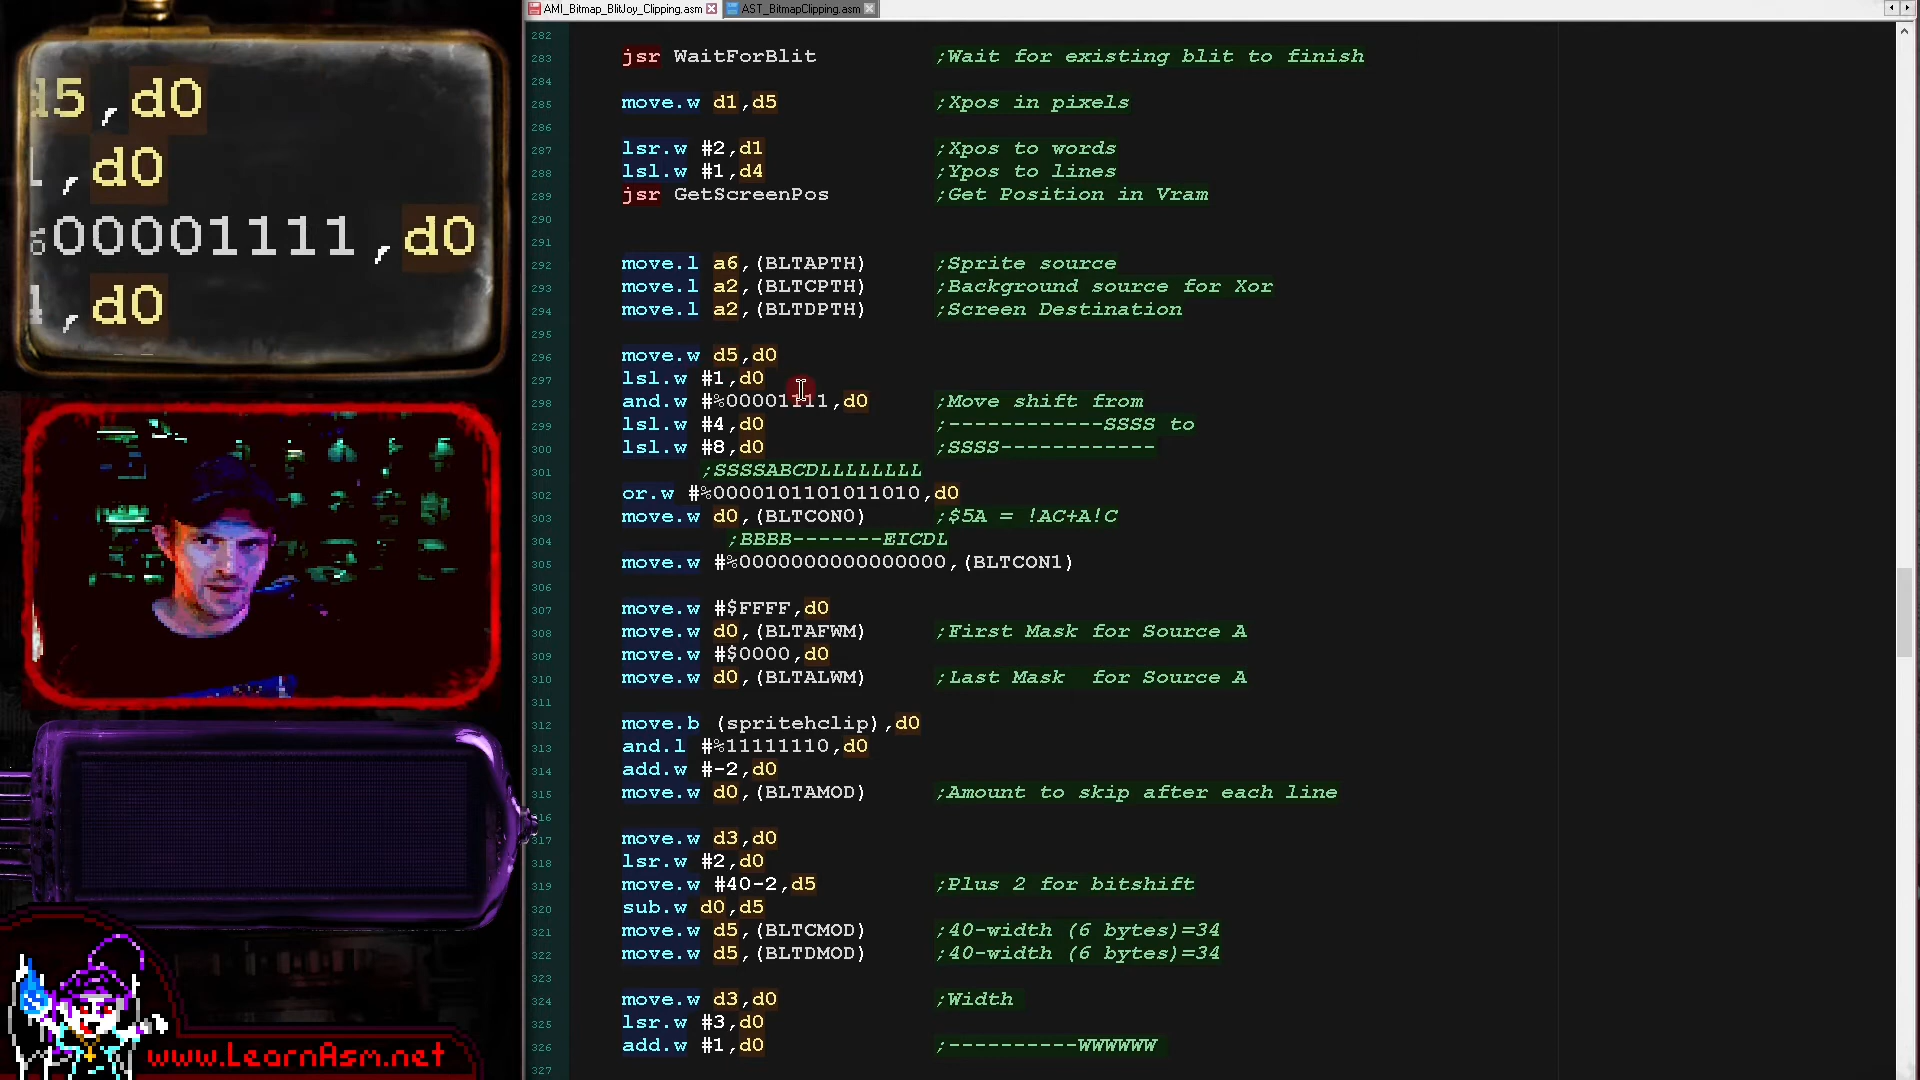 AMI_Bitmap_BlitJoy_Clipping.asm
AST_BitmapClipping.asm
d5,d0
,d0
%00001111,d0
,d0
282
283 jsr WaitForBlit ;Wait for existing blit to finish
284
285 move.w d1,d5 ;Xpos in pixels
286
287 lsr.w #2,d1 ;Xpos to words
288 lsl.w #1,d4 ;Ypos to lines
289 jsr GetScreenPos ;Get Position in Vram
290
291
292 move.l a6,(BLTAPTH) ;Sprite source
293 move.l a2,(BLTCPTH) ;Background source for Xor
294 move.l a2,(BLTDPTH) ;Screen Destination
295
296 move.w d5,d0
297 lsl.w #1,d0
298 and.w #%00001111,d0 ;Move shift from
299 lsl.w #4,d0 ;------------SSSS to
300 lsl.w #8,d0 ;SSSS------------
301 ;SSSSABCDLLLLLLLL
302 or.w #%0000101101011010,d0
303 move.w d0,(BLTCON0) ;$5A = !AC+A!C
304 ;BBBB-------EICDL
305 move.w #%0000000000000000,(BLTCON1)
306
307 move.w #$FFFF,d0
308 move.w d0,(BLTAFWM) ;First Mask for Source A
309 move.w #$0000,d0
310 move.w d0,(BLTALWM) ;Last Mask  for Source A
311
312 move.b (spritehclip),d0
313 and.l #%11111110,d0
314 add.w #-2,d0
315 move.w d0,(BLTAMOD) ;Amount to skip after each line
316
317 move.w d3,d0
318 lsr.w #2,d0
319 move.w #40-2,d5 ;Plus 2 for bitshift
320 sub.w d0,d5
321 move.w d5,(BLTCMOD) ;40-width (6 bytes)=34
322 move.w d5,(BLTDMOD) ;40-width (6 bytes)=34
323
324 move.w d3,d0 ;Width
325 lsr.w #3,d0
326 add.w #1,d0 ;----------WWWWWW
327
www.LearnAsm.net